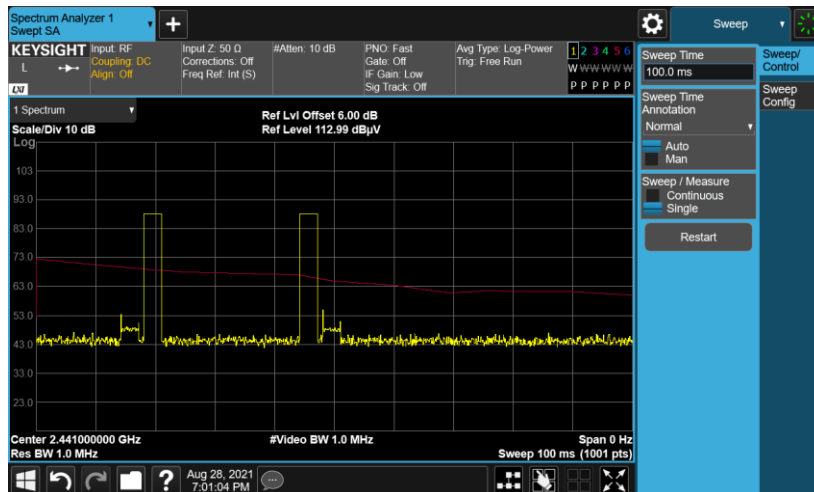 Spectrum Analyzer 1
Swept SA
+
Sweep
KEYSIGHT
L
LXI
Input: RF
Coupling: DC
Align: Off
Input Z: 50 Ω
Corrections: Off
Freq Ref: Int (S)
#Atten: 10 dB
PNO: Fast
Gate: Off
IF Gain: Low
Sig Track: Off
Avg Type: Log-Power
Trig: Free Run
1 2 3 4 5 6
W W W W W W
P P P P P P
1 Spectrum
Scale/Div 10 dB
Log
Ref Lvl Offset 6.00 dB
Ref Level 112.99 dBµV
103
93.0
83.0
73.0
63.0
53.0
43.0
33.0
23.0
Center 2.441000000 GHz
Res BW 1.0 MHz
#Video BW 1.0 MHz
Span 0 Hz
Sweep 100 ms (1001 pts)
Sweep Time
100.0 ms
Sweep Time
Annotation
Normal
Auto
Man
Sweep / Measure
Continuous
Single
Restart
Sweep/
Control
Sweep
Config
?
Aug 28, 2021
7:01:04 PM